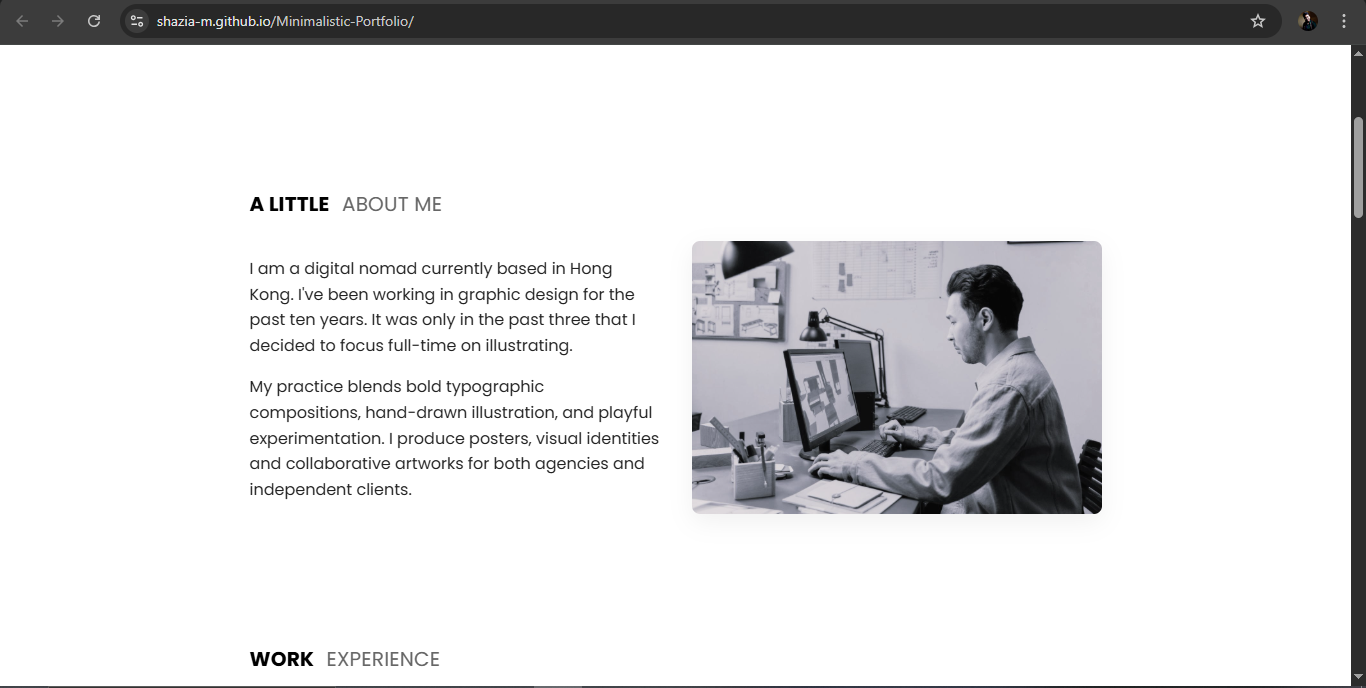 shazia-m.github.io/Minimalistic-Portfolio/
A LITTLE ABOUT ME
I am a digital nomad currently based in Hong
Kong. I've been working in graphic design for the
past ten years. It was only in the past three that I
decided to focus full-time on illustrating.
My practice blends bold typographic
compositions, hand-drawn illustration, and playful
experimentation. I produce posters, visual identities
and collaborative artworks for both agencies and
independent clients.
WORK EXPERIENCE